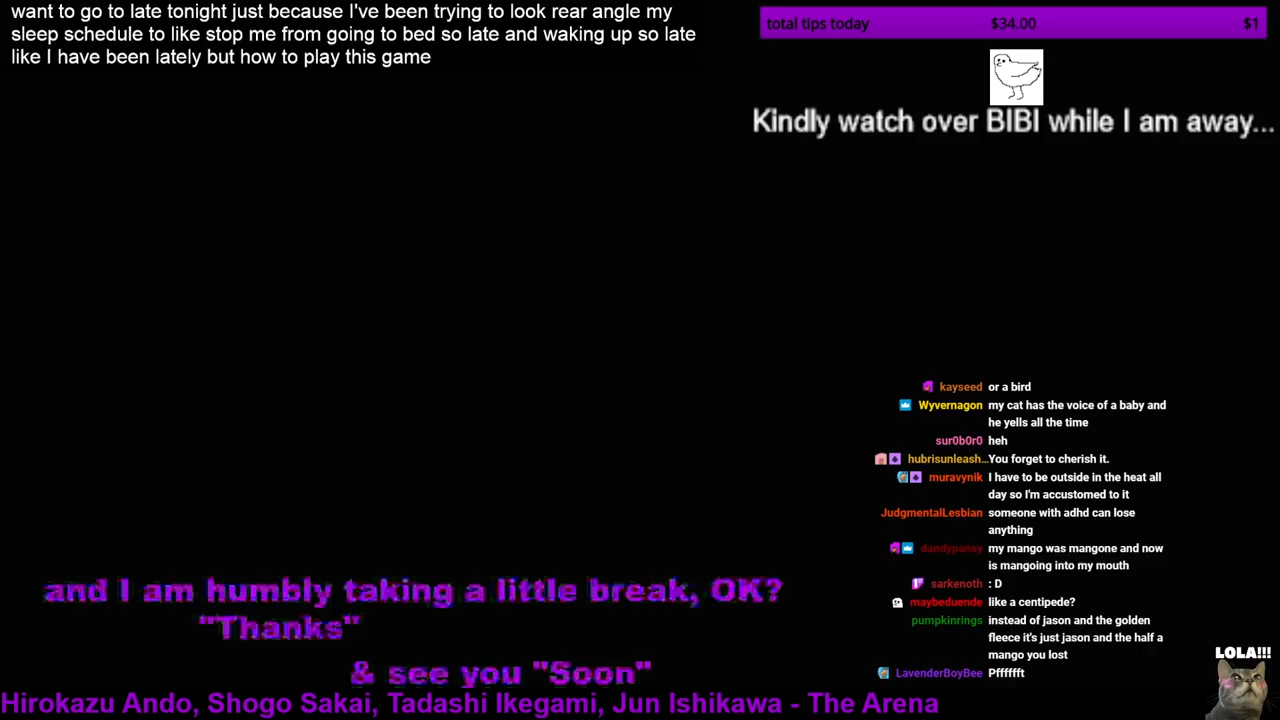 want to go to late tonight just because I've been trying to look rear angle my
sleep schedule to like stop me from going to bed so late and waking up so late
like I have been lately but how to play this game
total tips today $34.00 $1
Kindly watch over BIBI while I am away...
kayseed or a bird
Wyvernagon my cat has the voice of a baby and
he yells all the time
sur0b0r0 heh
hubrisunleash... You forget to cherish it.
muravynik I have to be outside in the heat all
day so I'm accustomed to it
JudgmentalLesbian someone with adhd can lose
anything
dandypansy my mango was mangone and now
is mangoing into my mouth
sarkenoth : D
maybeduende like a centipede?
pumpkinrings instead of jason and the golden
fleece it's just jason and the half a
mango you lost
LavenderBoyBee Pfffffft
and I am humbly taking a little break, OK?
"Thanks"
& see you "Soon"
LOLA!!!
Hirokazu Ando, Shogo Sakai, Tadashi Ikegami, Jun Ishikawa - The Arena